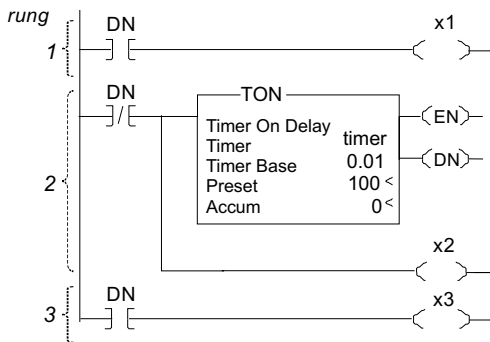 rung
DN
x1
1
DN
TON
Timer On Delay
EN
Timer
timer
DN
Timer Base
0.01
Preset
100 <
Accum
0 <
2
x2
DN
x3
3